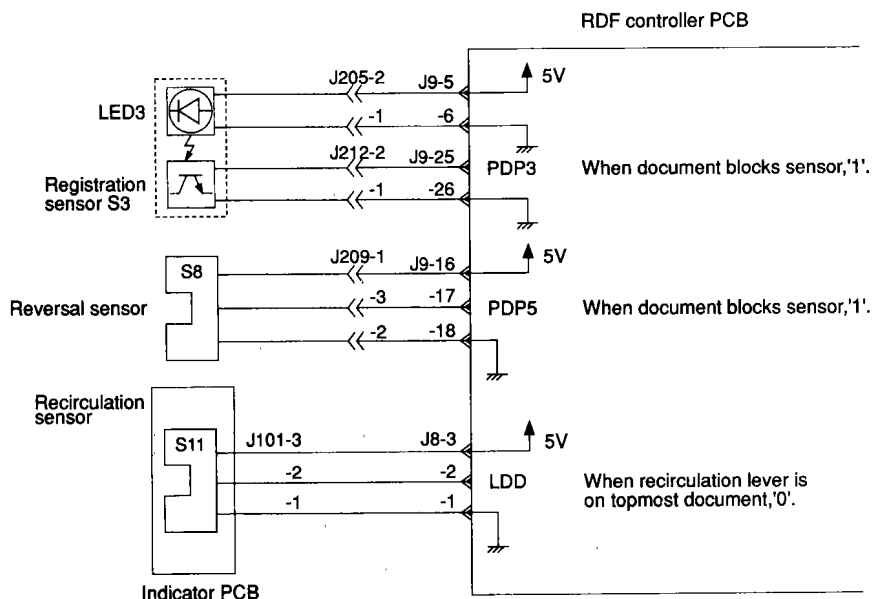 RDF controller PCB
J205-2 J9-5 5V
LED3
-1 -6
J212-2 J9-25 PDP3 When document blocks sensor,'1'.
Registration
sensor S3
-1 -26
S8 J209-1 J9-16 5V
Reversal sensor -3 -17 PDP5 When document blocks sensor,'1'.
-2 -18
Recirculation
sensor
S11 J101-3 J8-3 5V
-2 -2 LDD When recirculation lever is
on topmost document,'0'.
-1 -1
Indicator PCB